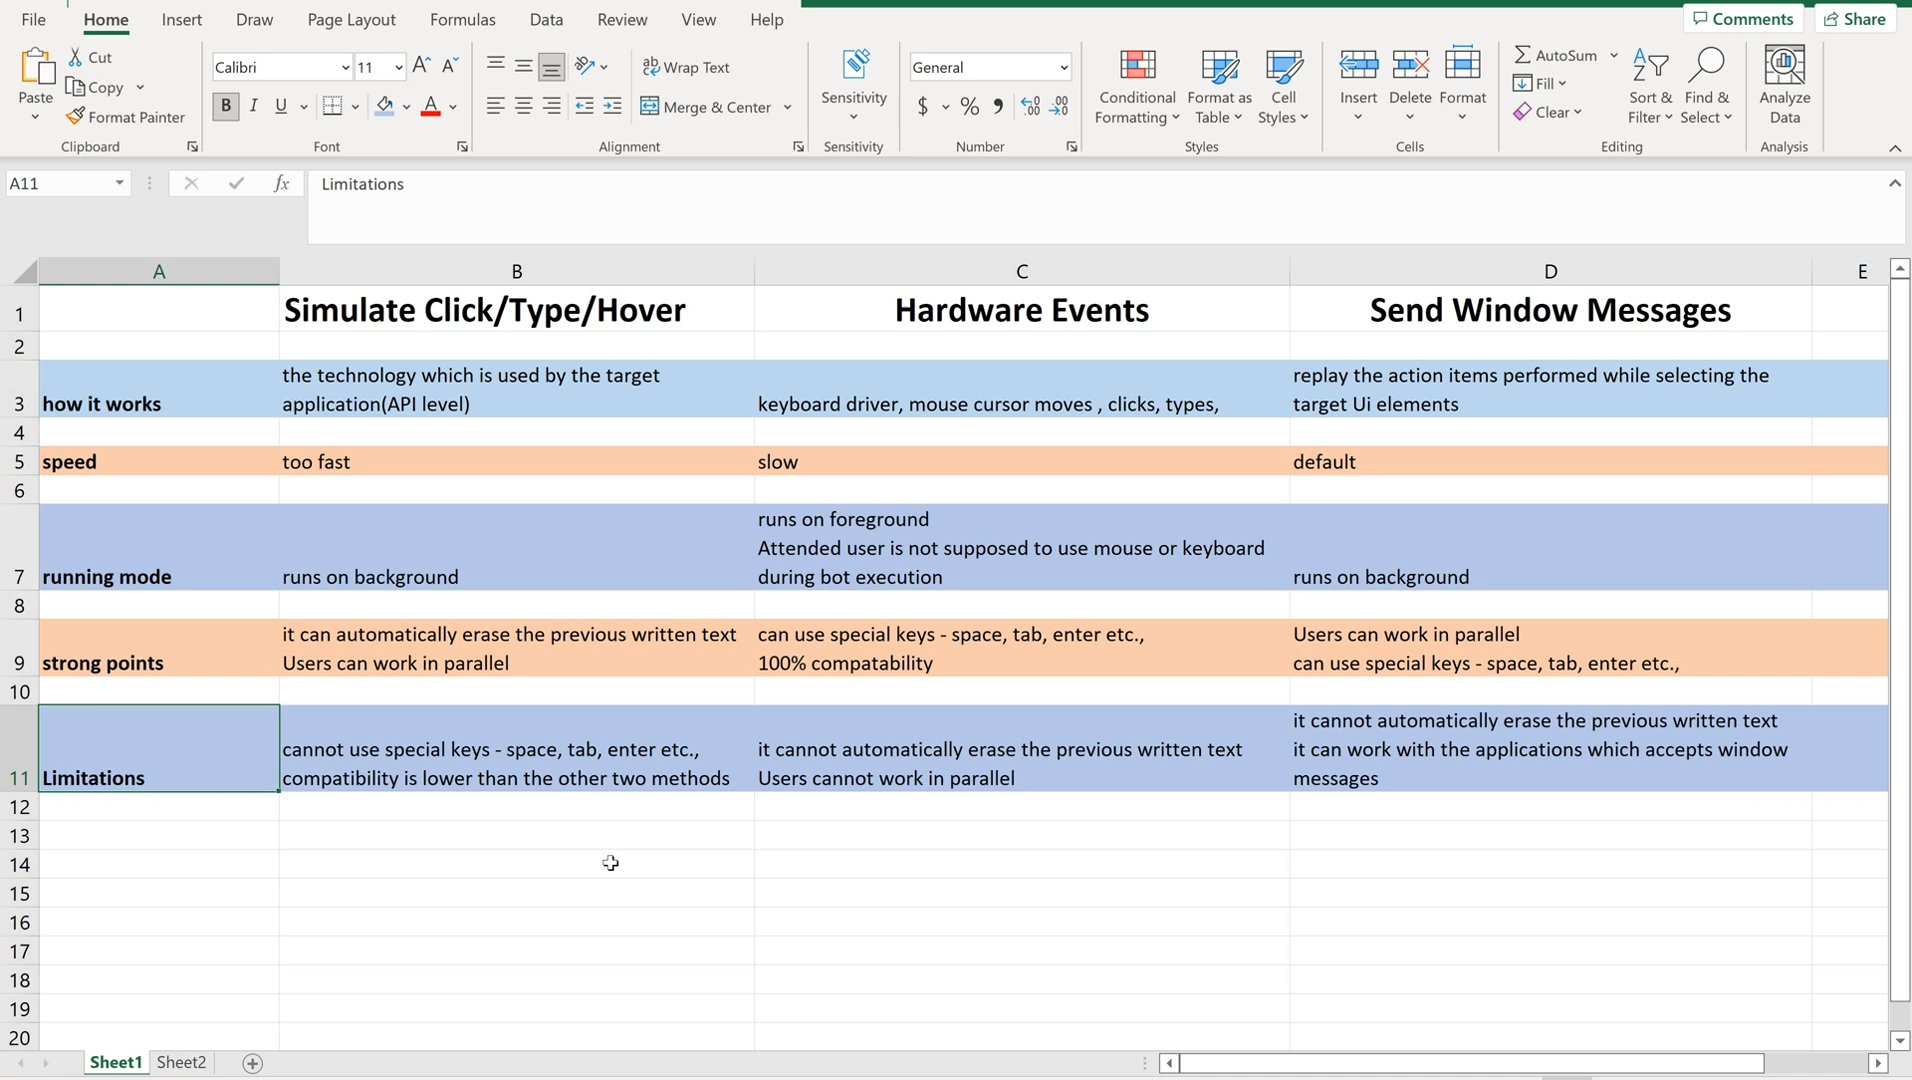 File Home Insert Draw Page Layout Formulas Data Review View Help
Comments Share
Paste
Cut
Copy
Format Painter
Clipboard
Calibri 11
B I U
Font
Wrap Text
Merge & Center
Alignment
Sensitivity
Sensitivity
General
$ % 9
Number
Conditional Formatting
Format as Table
Cell Styles
Styles
Insert Delete Format
Cells
AutoSum
Fill
Clear
Sort & Filter
Find & Select
Editing
Analyze Data
Analysis
A11 fx Limitations
A B C D E
1 Simulate Click/Type/Hover Hardware Events Send Window Messages
2
the technology which is used by the target
replay the action items performed while selecting the
3 how it works application(API level) keyboard driver, mouse cursor moves , clicks, types, target Ui elements
4
5 speed too fast slow default
6
runs on foreground
Attended user is not supposed to use mouse or keyboard
7 running mode runs on background during bot execution runs on background
8
it can automatically erase the previous written text can use special keys - space, tab, enter etc., Users can work in parallel
9 strong points Users can work in parallel 100% compatability can use special keys - space, tab, enter etc.,
10
it cannot automatically erase the previous written text
cannot use special keys - space, tab, enter etc., it cannot automatically erase the previous written text it can work with the applications which accepts window
11 Limitations compatibility is lower than the other two methods Users cannot work in parallel messages
12
13
14
15
16
17
18
19
20
Sheet1 Sheet2